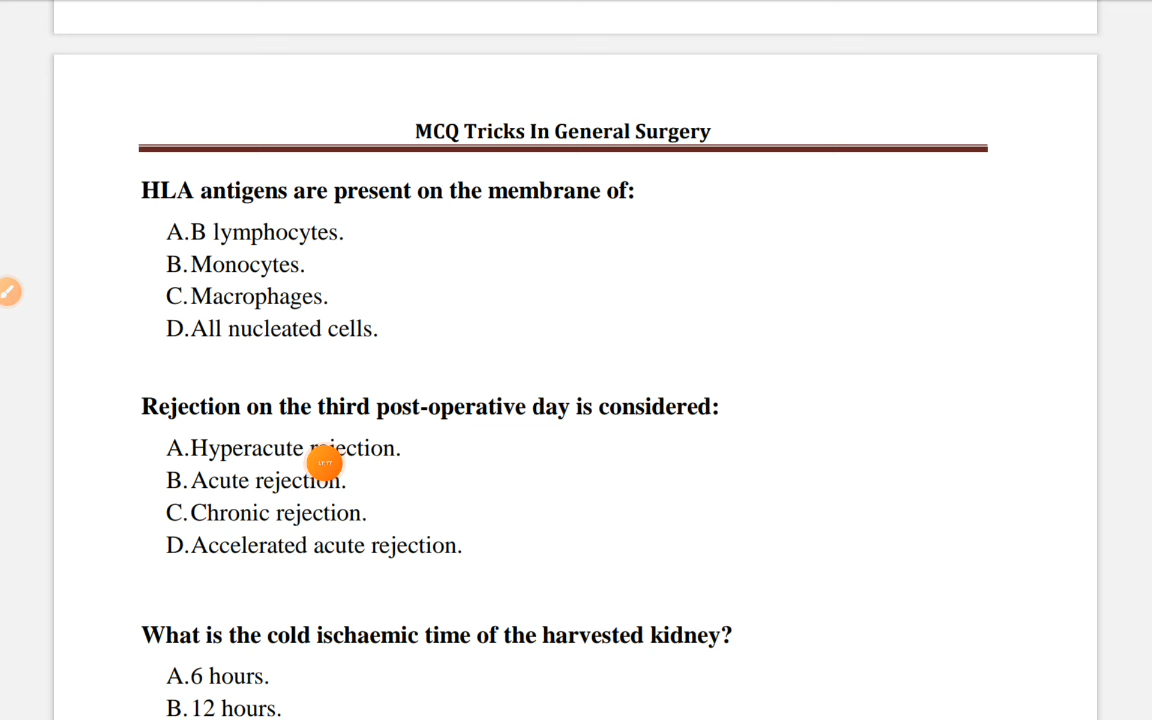 MCQ Tricks In General Surgery
HLA antigens are present on the membrane of:
A.B lymphocytes.
B.Monocytes.
C.Macrophages.
D.All nucleated cells.
Rejection on the third post-operative day is considered:
A.Hyperacute rejection.
B.Acute rejection.
C.Chronic rejection.
D.Accelerated acute rejection.
What is the cold ischaemic time of the harvested kidney?
A.6 hours.
B.12 hours.